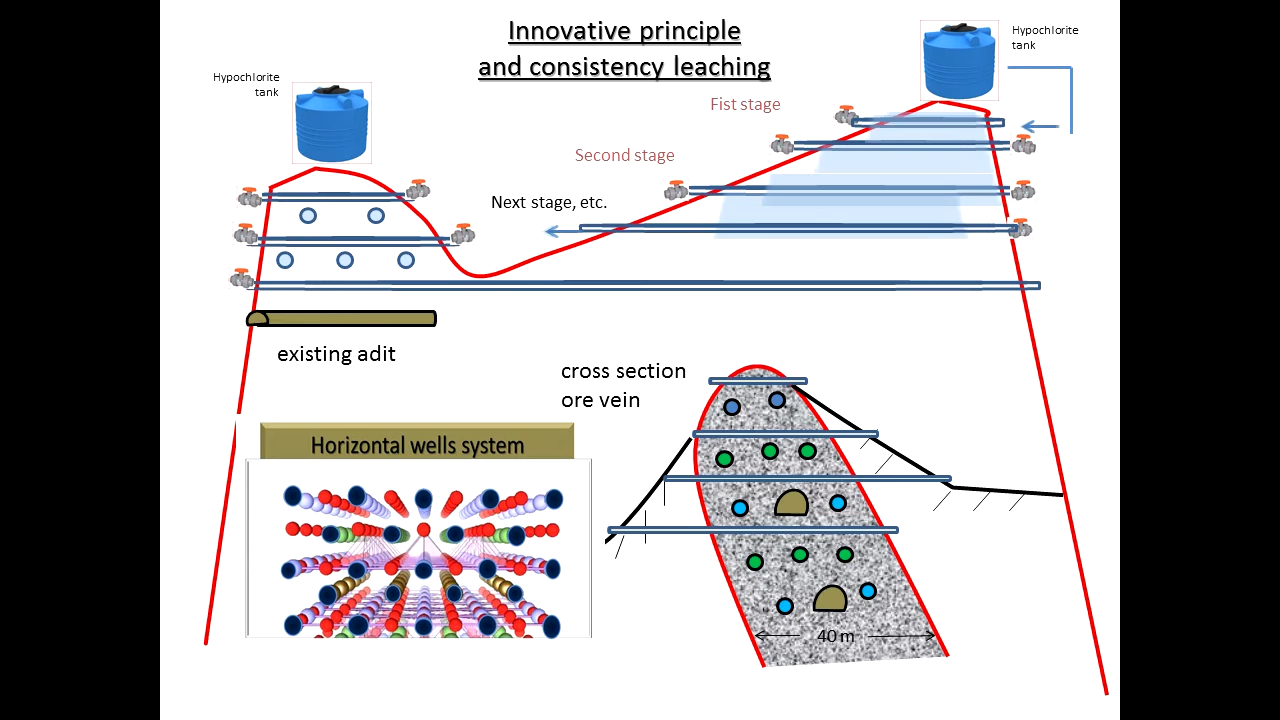 Innovative principle
and consistency leaching
Hypochlorite
tank
Hypochlorite
tank
Fist stage
Second stage
Next stage, etc.
existing adit
cross section
ore vein
Horizontal wells system
40 m